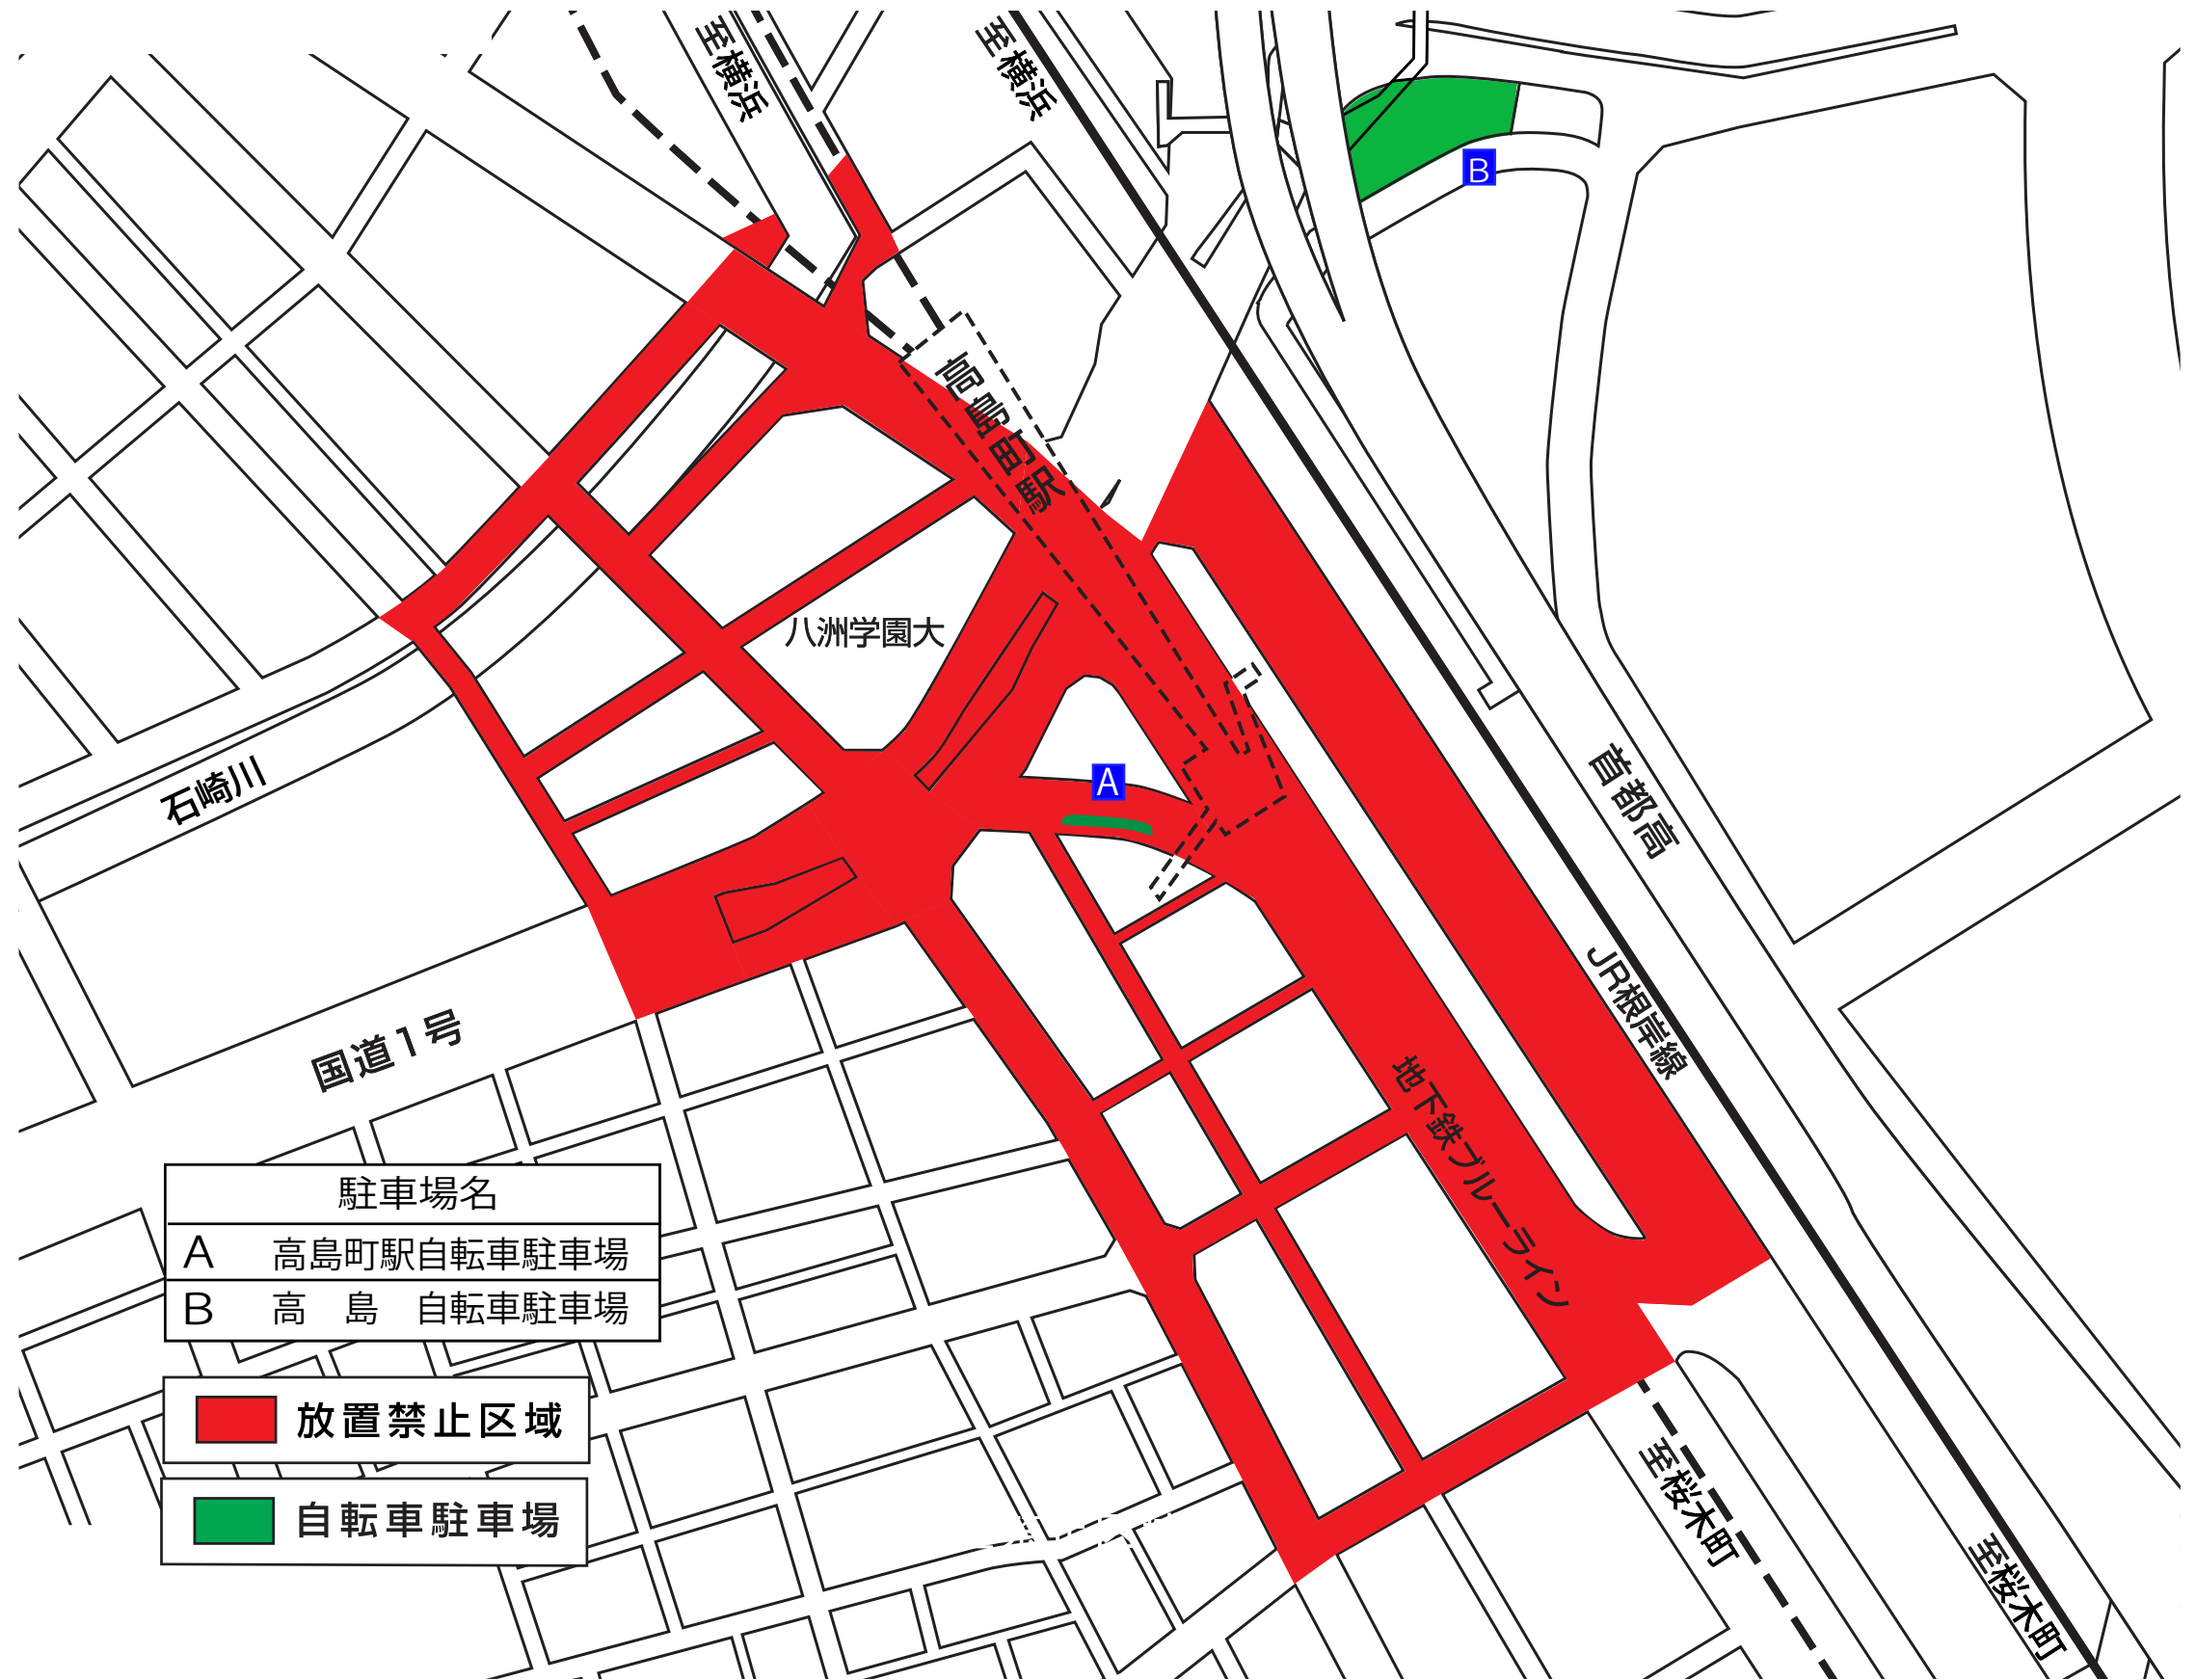 至横浜
至横浜
B
高島町駅
八洲学園大
A
石崎川
首都高
JR根岸線
国道1号
地下鉄ブルーライン
駐車場名
A 高島町駅自転車駐車場
B 高 島 自転車駐車場
放置禁止区域
自転車駐車場
至桜木町
至桜木町